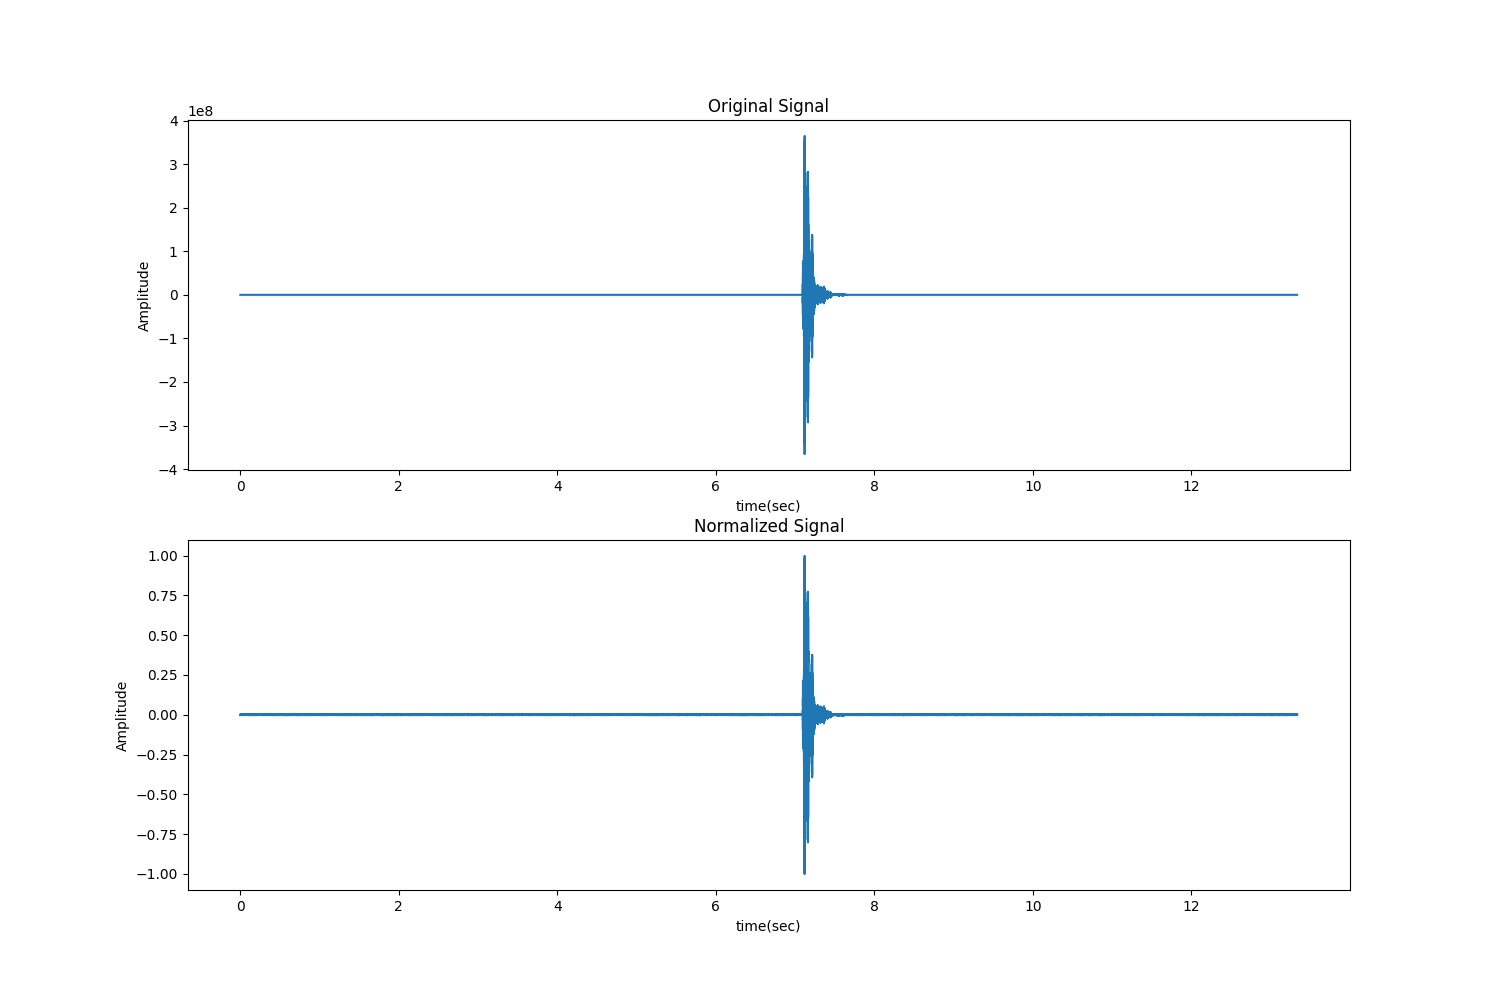 Original Signal
1e8
4
3
2
1
0
−1
−2
−3
−4
Amplitude
0 2 4 6 8 10 12
time(sec)
Normalized Signal
1.00
0.75
0.50
0.25
0.00
−0.25
−0.50
−0.75
−1.00
Amplitude
0 2 4 6 8 10 12
time(sec)